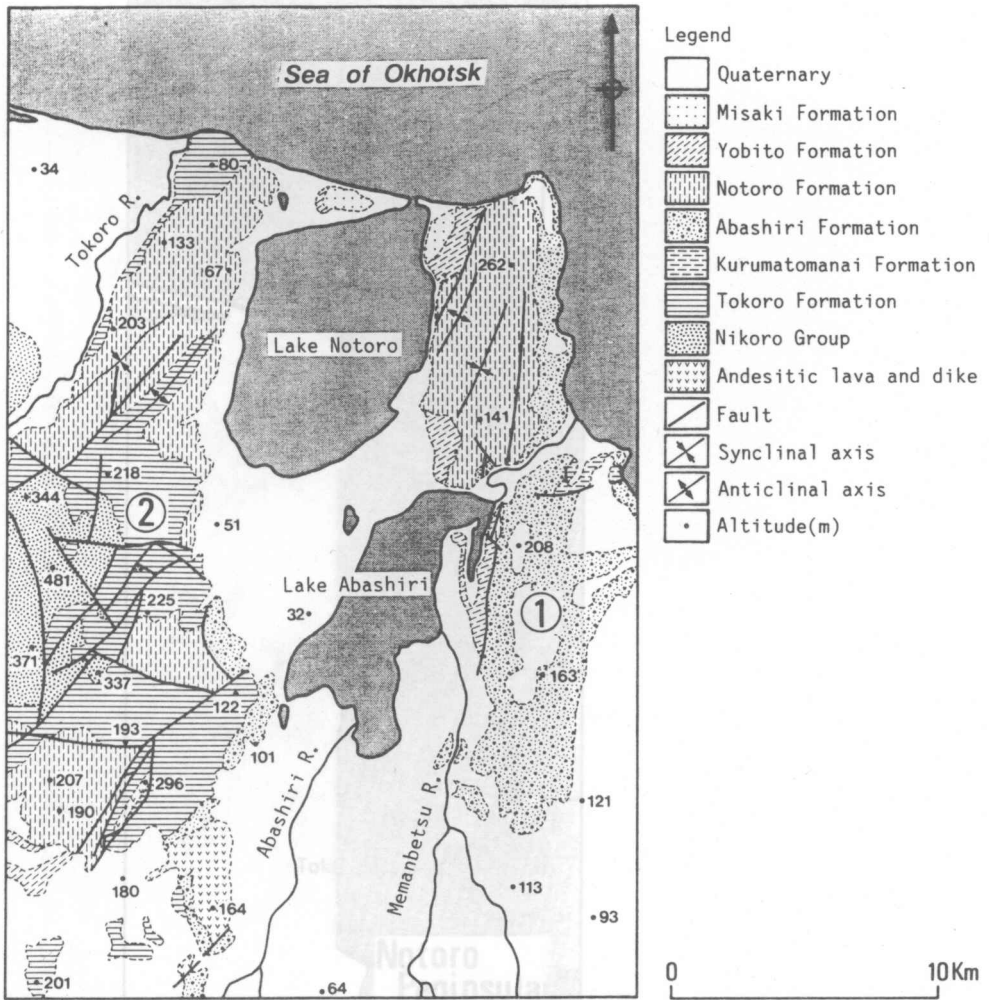 Sea of Okhotsk
34
80
Tokoro R.
133
67
262
203
Lake Notoro
141
218
344
2
51
208
481
Lake Abashiri
32
1
225
371
163
337
122
193
101
207
296
121
190
Abashiri R.
Memanbetsu R.
180
113
164
93
201
64
Legend
Quaternary
Misaki Formation
Yobito Formation
Notoro Formation
Abashiri Formation
Kurumatomanai Formation
Tokoro Formation
Nikoro Group
Andesitic lava and dike
Fault
Synclinal axis
Anticlinal axis
Altitude(m)
0 10Km
Notoro
Peninsula